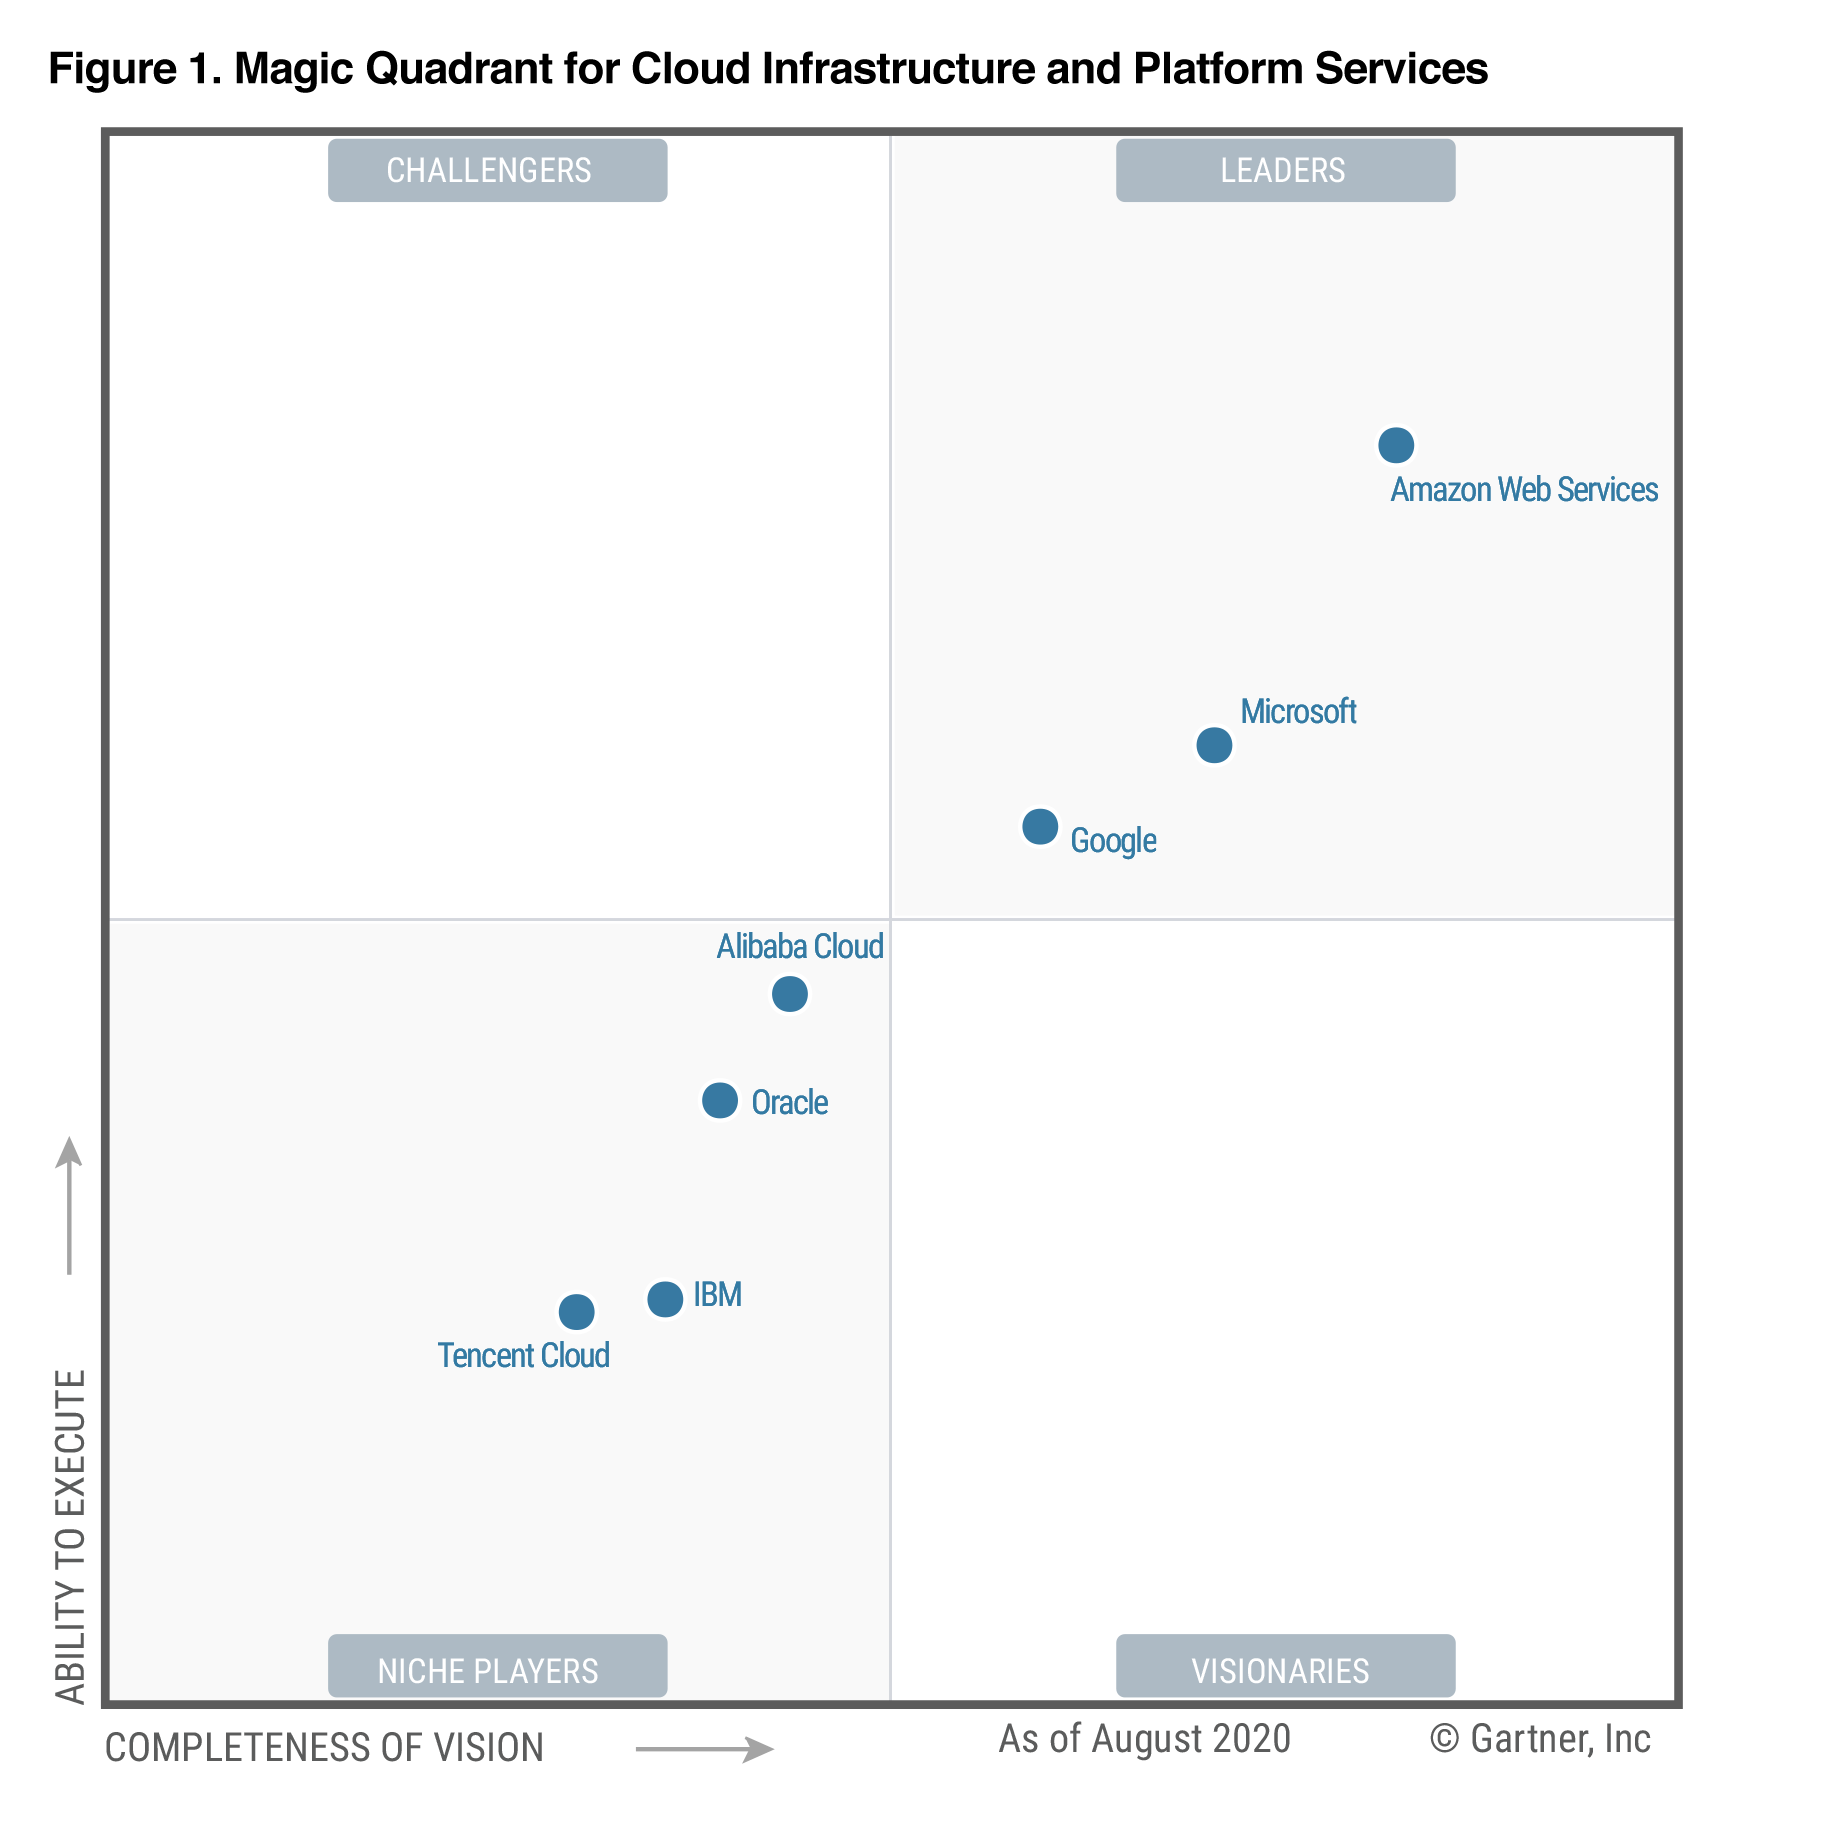 Figure 1. Magic Quadrant for Cloud Infrastructure and Platform Services
CHALLENGERS
LEADERS
Amazon Web Services
Microsoft
Google
Alibaba Cloud
Oracle
IBM
Tencent Cloud
NICHE PLAYERS
VISIONARIES
ABILITY TO EXECUTE
COMPLETENESS OF VISION
As of August 2020
© Gartner, Inc